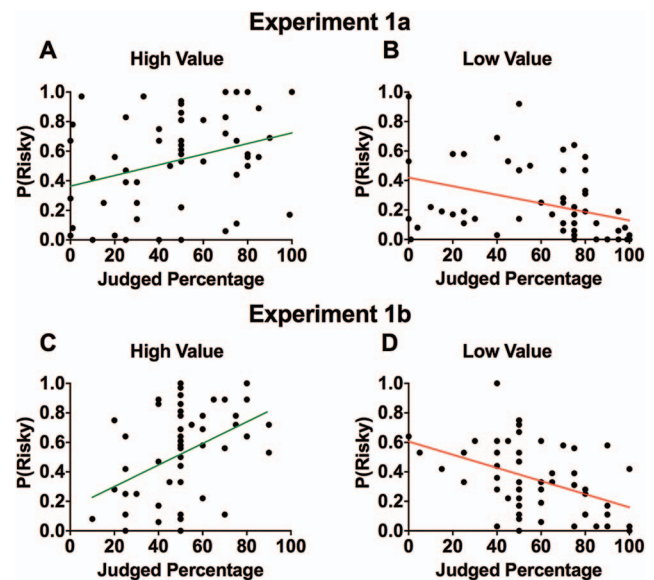 Experiment 1a
A
High Value
B
Low Value
P(Risky)
1.0
0.8
0.6
0.4
0.2
0.0
0 20 40 60 80 100
Judged Percentage
P(Risky)
1.0
0.8
0.6
0.4
0.2
0.0
0 20 40 60 80 100
Judged Percentage
Experiment 1b
C
High Value
D
Low Value
P(Risky)
1.0
0.8
0.6
0.4
0.2
0.0
0 20 40 60 80 100
Judged Percentage
P(Risky)
1.0
0.8
0.6
0.4
0.2
0.0
0 20 40 60 80 100
Judged Percentage